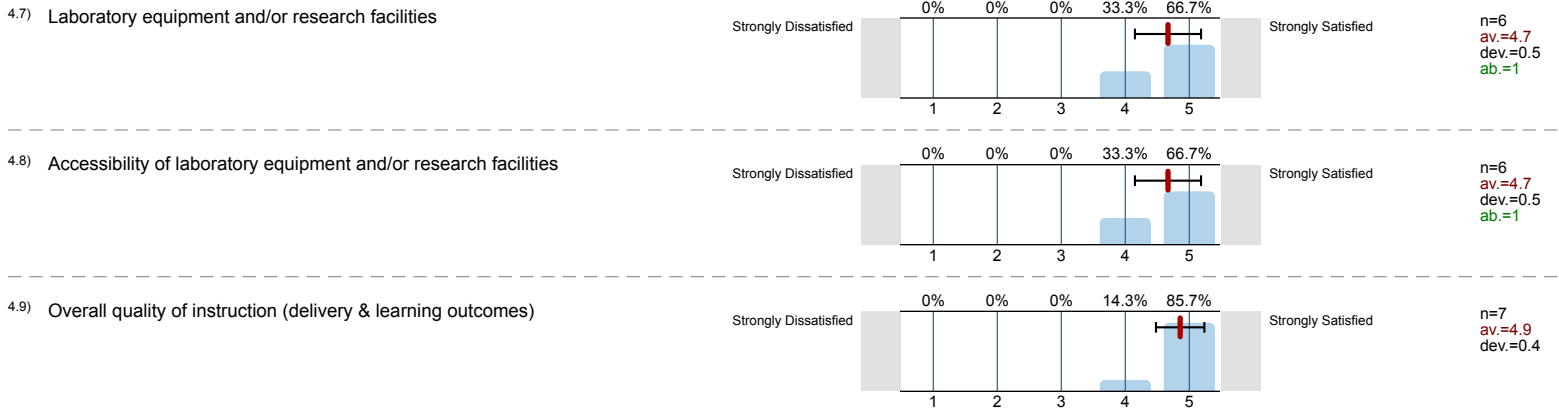 4.7) Laboratory equipment and/or research facilities
0% 0% 0% 33.3% 66.7%
Strongly Dissatisfied
Strongly Satisfied
1 2 3 4 5
n=6
av.=4.7
dev.=0.5
ab.=1
4.8) Accessibility of laboratory equipment and/or research facilities
0% 0% 0% 33.3% 66.7%
Strongly Dissatisfied
Strongly Satisfied
1 2 3 4 5
n=6
av.=4.7
dev.=0.5
ab.=1
4.9) Overall quality of instruction (delivery & learning outcomes)
0% 0% 0% 14.3% 85.7%
Strongly Dissatisfied
Strongly Satisfied
1 2 3 4 5
n=7
av.=4.9
dev.=0.4